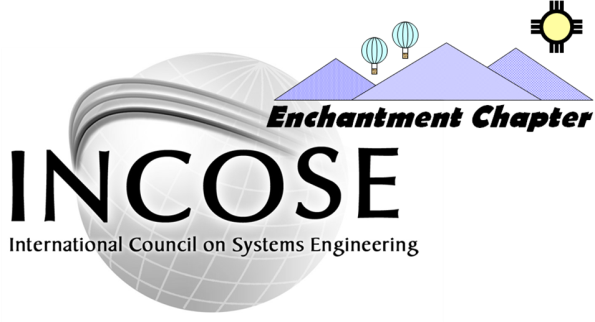 Enchantment Chapter
INCOSE
International Council on Systems Engineering